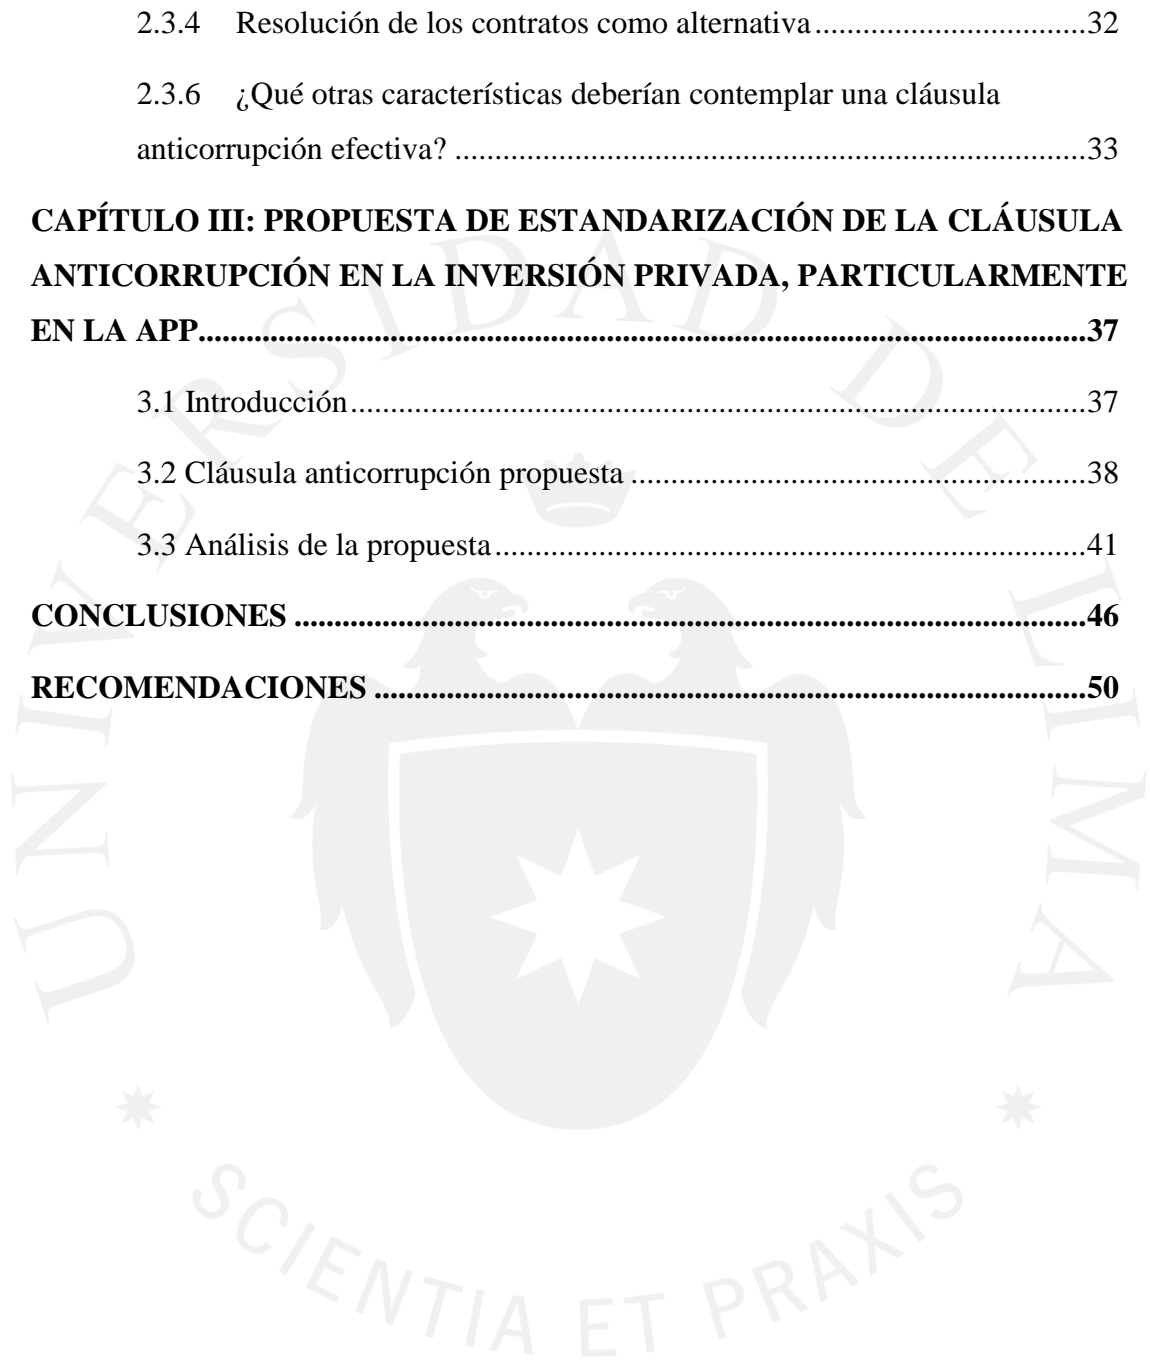 2.3.4 Resolución de los contratos como alternativa..................................32
2.3.6 ¿Qué otras características deberían contemplar una cláusula
anticorrupción efectiva? ................................................................................33
CAPÍTULO III: PROPUESTA DE ESTANDARIZACIÓN DE LA CLÁUSULA
ANTICORRUPCIÓN EN LA INVERSIÓN PRIVADA, PARTICULARMENTE
EN LA APP................................................................................................................37
3.1 Introducción............................................................................................37
3.2 Cláusula anticorrupción propuesta .........................................................38
3.3 Análisis de la propuesta..........................................................................41
CONCLUSIONES ....................................................................................................46
RECOMENDACIONES ..........................................................................................50
UNIVERSIDAD DE LIMA
SCIENTIA ET PRAXIS